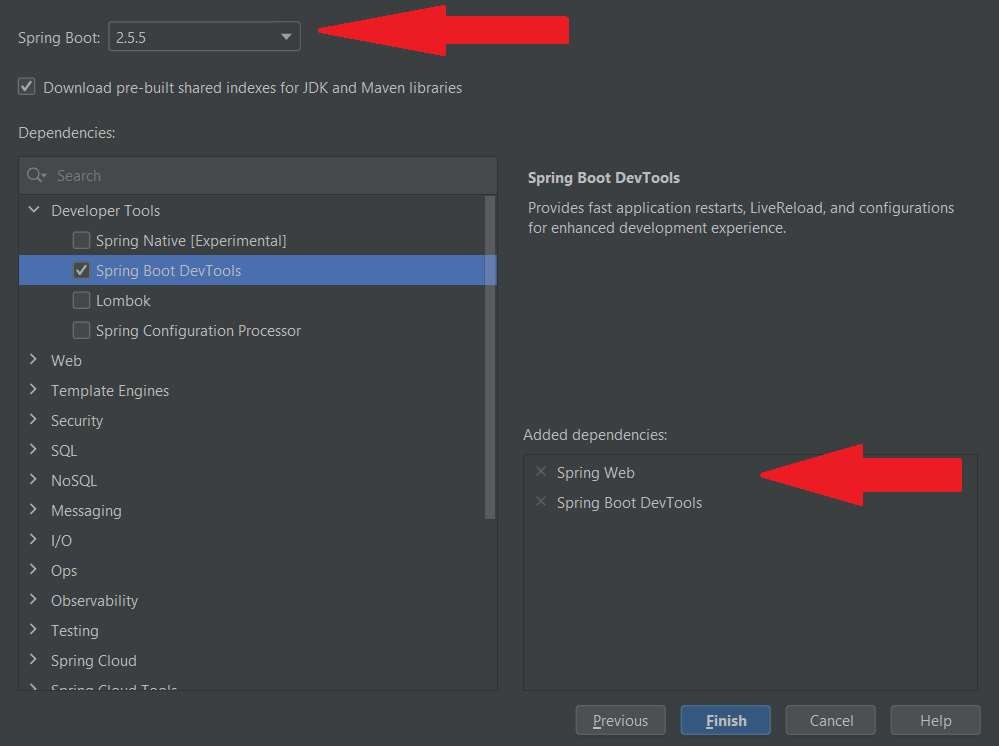 Spring Boot: 2.5.5
Download pre-built shared indexes for JDK and Maven libraries
Dependencies:
Search
Developer Tools
Spring Native [Experimental]
Spring Boot DevTools
Lombok
Spring Configuration Processor
Web
Template Engines
Security
SQL
NoSQL
Messaging
I/O
Ops
Observability
Testing
Spring Cloud
Spring Cloud Tools
Spring Boot DevTools
Provides fast application restarts, LiveReload, and configurations
for enhanced development experience.
Added dependencies:
Spring Web
Spring Boot DevTools
Previous Finish Cancel Help